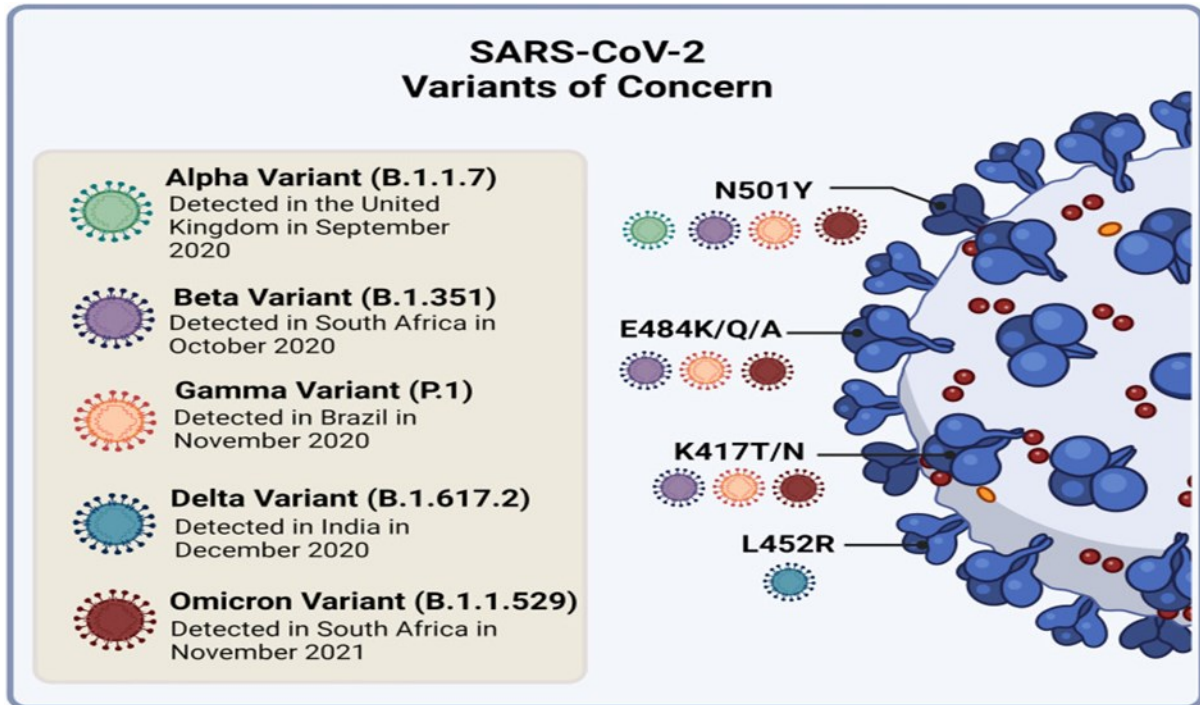 SARS-CoV-2
Variants of Concern
Alpha Variant (B.1.1.7)
Detected in the United
Kingdom in September
2020
Beta Variant (B.1.351)
Detected in South Africa in
October 2020
Gamma Variant (P.1)
Detected in Brazil in
November 2020
Delta Variant (B.1.617.2)
Detected in India in
December 2020
Omicron Variant (B.1.1.529)
Detected in South Africa in
November 2021
N501Y
E484K/Q/A
K417T/N
L452R